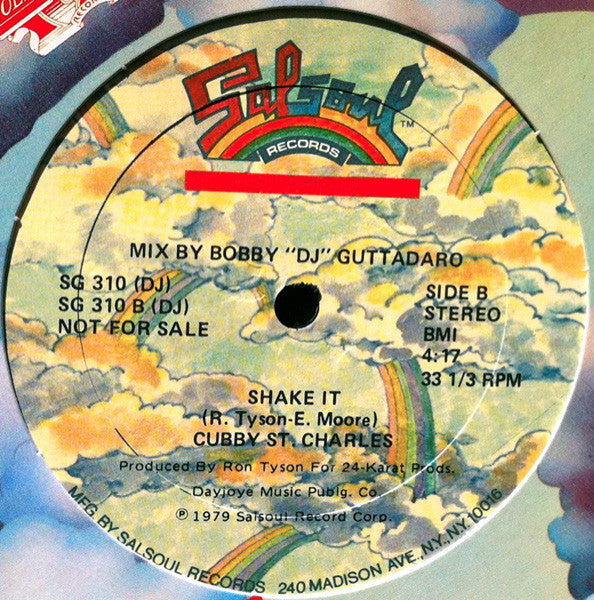 Salsoul
TM
RECORDS
MIX BY BOBBY "DJ" GUTTADARO
SG 310 (DJ)
SG 310 B (DJ)
NOT FOR SALE
SIDE B
STEREO
BMI
4:17
33 1/3 RPM
SHAKE IT
(R. Tyson-E. Moore)
CUBBY ST. CHARLES
Produced By Ron Tyson For 24-Karat Prods.
Dayjoye Music Publg. Co.
℗ 1979 Salsoul Record Corp.
MFG. BY SALSOUL RECORDS 240 MADISON AVE., N.Y. NY 10016